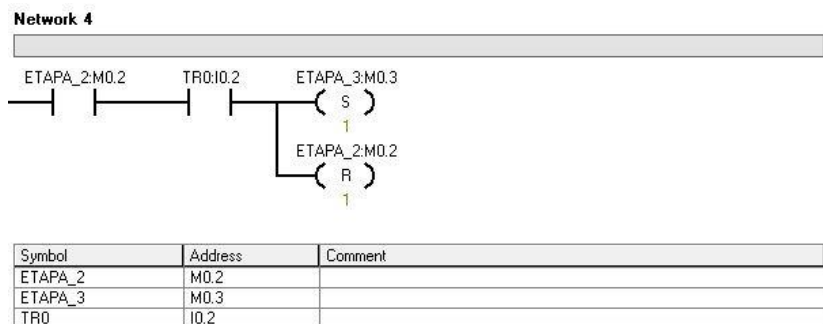 Network 4
ETAPA_2:M0.2 TR0:I0.2 ETAPA_3:M0.3
S
1
ETAPA_2:M0.2
R
1
Symbol Address Comment
ETAPA_2 M0.2
ETAPA_3 M0.3
TR0 I0.2